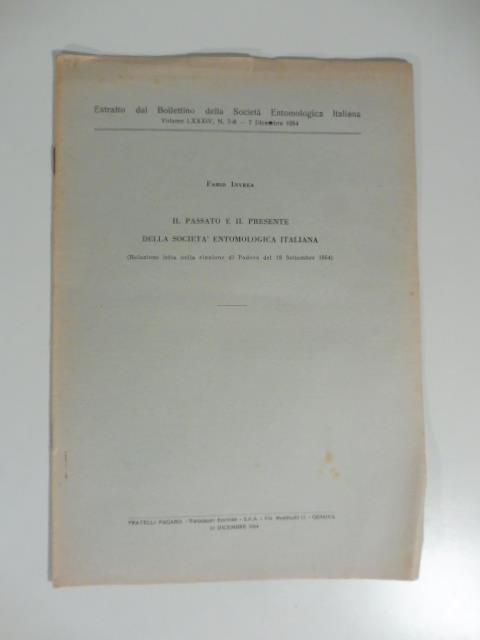 Estratto dal Bollettino della Società Entomologica Italiana
Volume LXXXIV, N. 7-8 — 7 Dicembre 1954
Fabio Invrea
IL PASSATO E IL PRESENTE
DELLA SOCIETA' ENTOMOLOGICA ITALIANA
(Relazione letta nella riunione di Padova del 18 Settembre 1954)
FRATELLI PAGANO - Tipografi Editori - S.p.A. - Via Monticelli 11 - GENOVA
DICEMBRE 1954